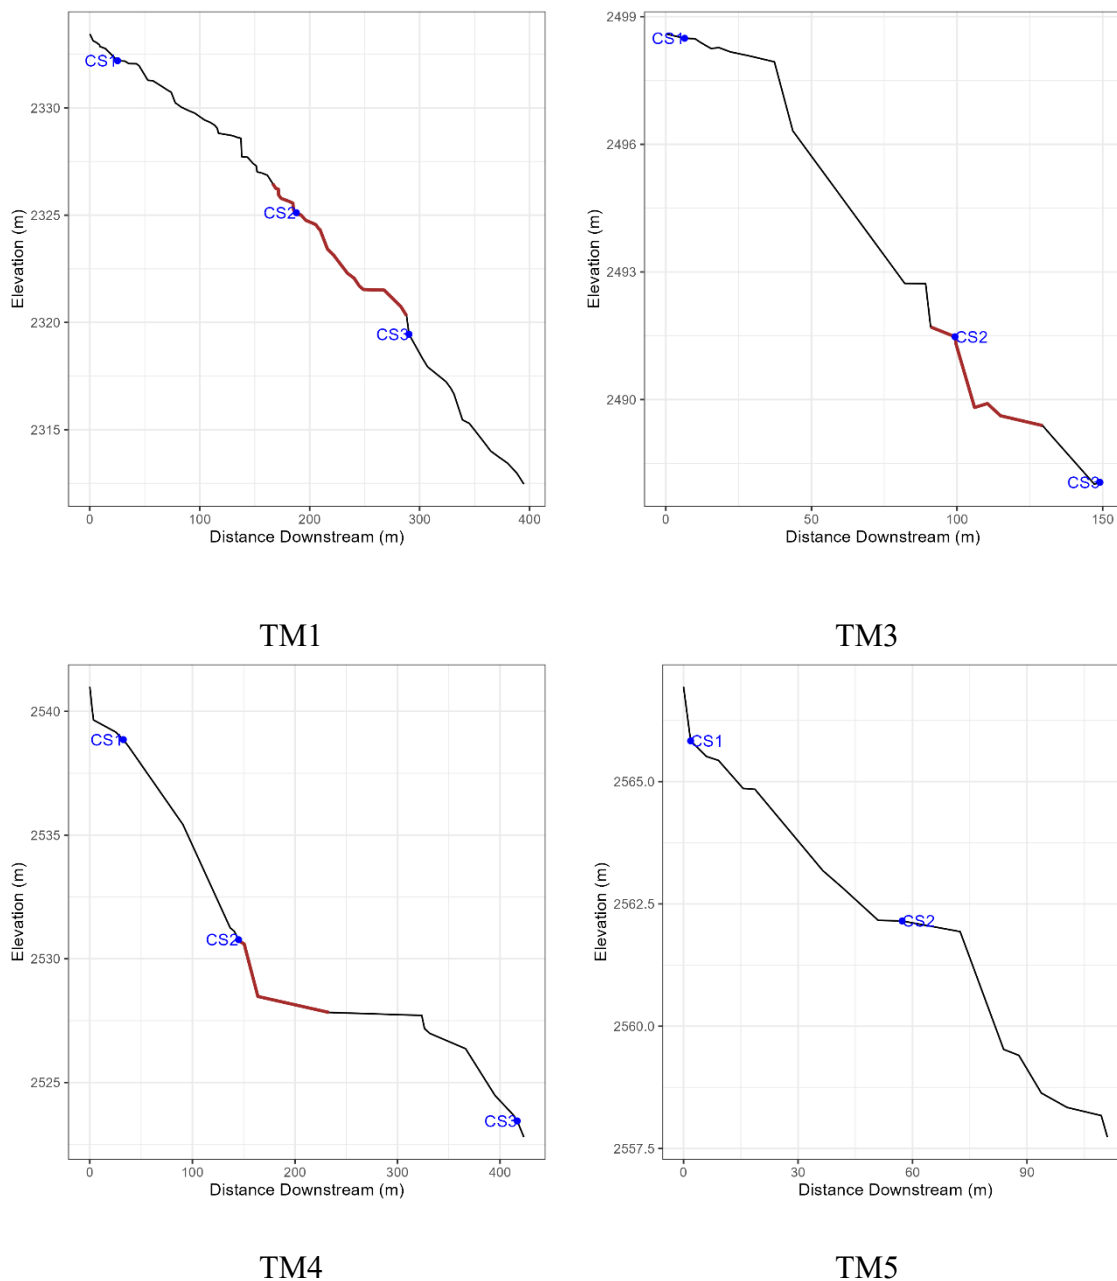 CS1
2330
2325
CS2
2320
CS3
2315
Elevation (m)
0 100 200 300 400
Distance Downstream (m)
TM1
2499
CS1
2496
2493
CS2
2490
CS3
Elevation (m)
0 50 100 150
Distance Downstream (m)
TM3
2540
CS1
2535
CS2
2530
2525
CS3
Elevation (m)
0 100 200 300 400
Distance Downstream (m)
TM4
CS1
2565.0
2562.5
CS2
2560.0
2557.5
Elevation (m)
0 30 60 90
Distance Downstream (m)
TM5